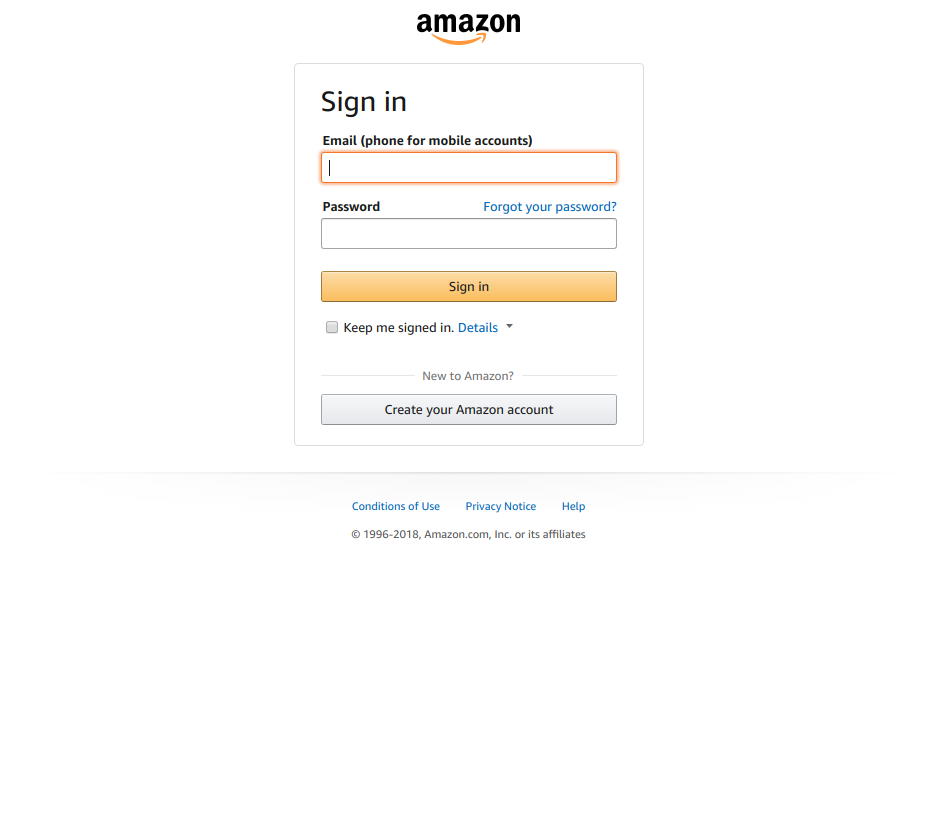 amazon
Sign in
Email (phone for mobile accounts)
Password Forgot your password?
Sign in
Keep me signed in. Details
New to Amazon?
Create your Amazon account
Conditions of Use Privacy Notice Help
© 1996-2018, Amazon.com, Inc. or its affiliates